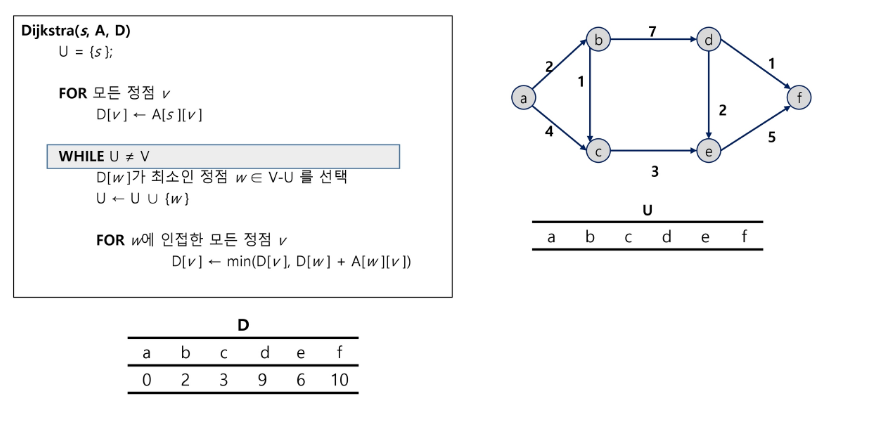 Dijkstra(s, A, D)
U = {s};
FOR 모든 정점 v
D[v] ← A[s][v]
WHILE U ≠ V
D[w]가 최소인 정점 w ∈ V-U 를 선택
U ← U ∪ {w}
FOR w에 인접한 모든 정점 v
D[v] ← min(D[v], D[w] + A[w][v])
b 7 d
2 1 1
a f
4 2 5
c 3 e
U
a b c d e f
D
a b c d e f
0 2 3 9 6 10